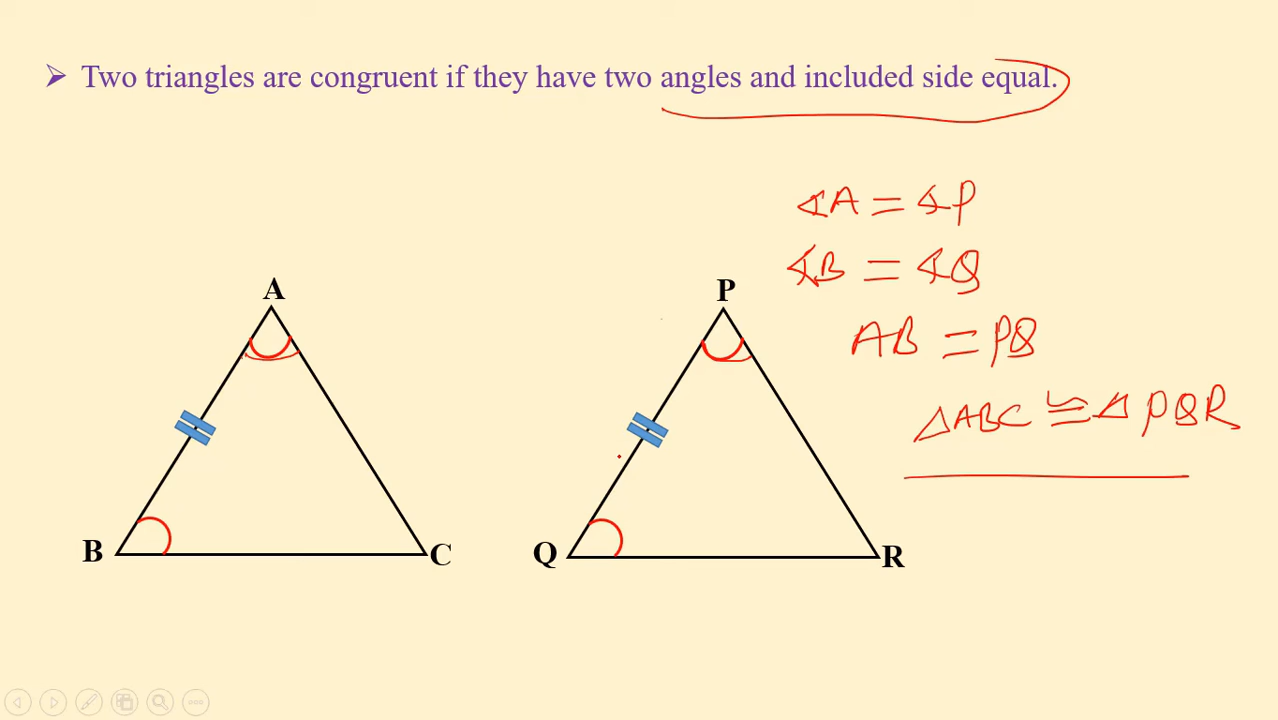 ➢ Two triangles are congruent if they have two angles and included side equal.
∢A = ∢P
∢B = ∢Q
AB = PQ
△ABC ≅ △PQR
A
B
C
P
Q
R